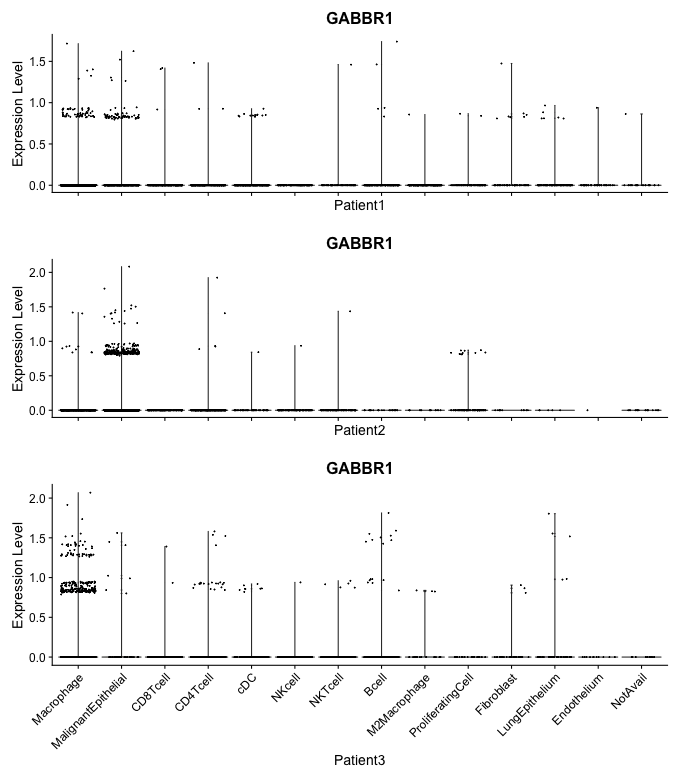 GABBR1
Expression Level
1.5
1.0
0.5
0.0
Patient1
GABBR1
Expression Level
2.0
1.5
1.0
0.5
0.0
Patient2
GABBR1
Expression Level
2.0
1.5
1.0
0.5
0.0
Macrophage
MalignantEpithelial
CD8Tcell
CD4Tcell
cDC
NKcell
NKTcell
Bcell
M2Macrophage
ProliferatingCell
Fibroblast
LungEpithelium
Endothelium
NotAvail
Patient3